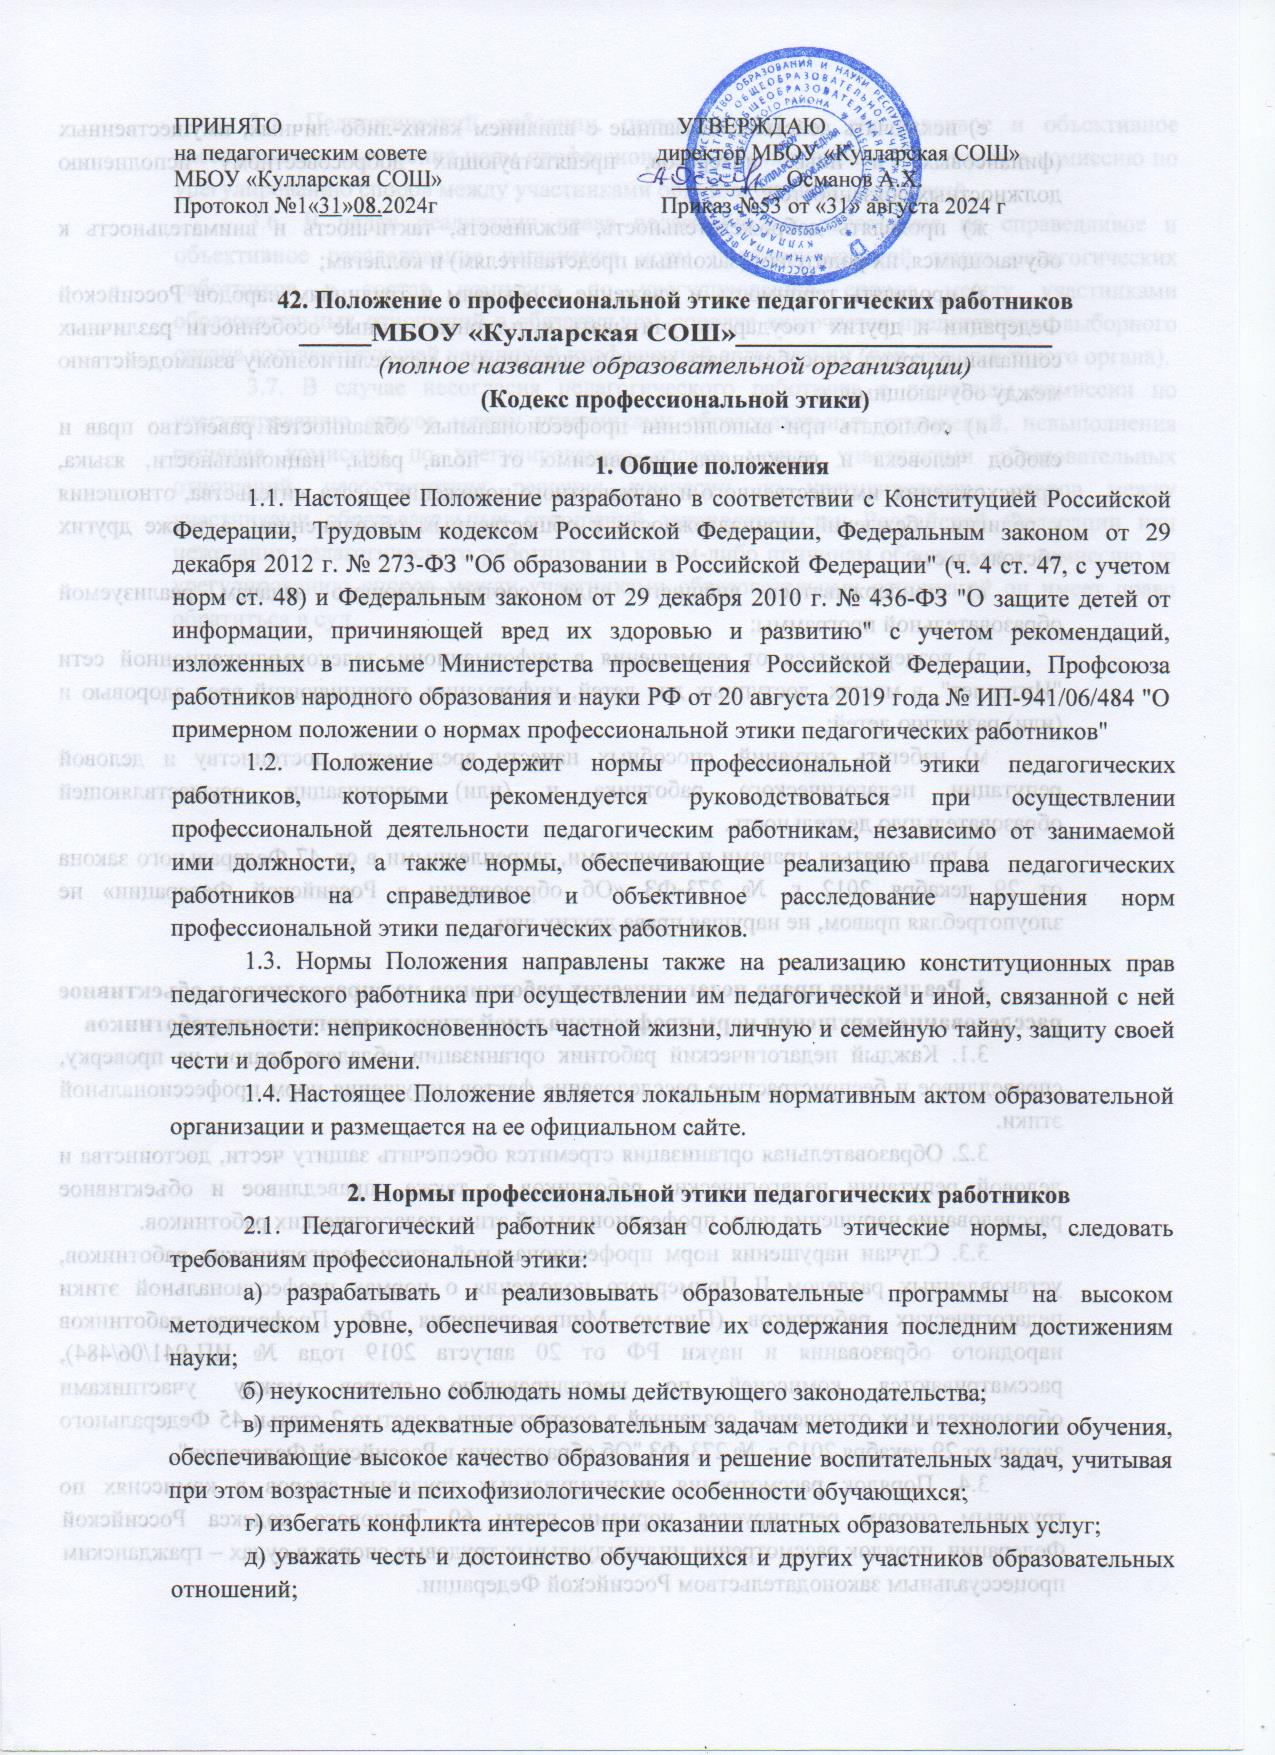 ПРИНЯТО
на педагогическим совете
МБОУ «Кулларская СОШ»
Протокол №1«31»08.2024г
УТВЕРЖДАЮ
директор МБОУ «Кулларская СОШ»
Османов А.Х.
Приказ №53 от «31» августа 2024 г
42. Положение о профессиональной этике педагогических работников
______МБОУ «Кулларская СОШ»__________________________
(полное название образовательной организации)
(Кодекс профессиональной этики)
1. Общие положения
1.1. Настоящее Положение разработано в соответствии с Конституцией Российской
Федерации, Трудовым кодексом Российской Федерации, Федеральным законом от 29
декабря 2012 г. № 273-ФЗ "Об образовании в Российской Федерации" (ч. 4 ст. 47, с учетом
норм ст. 48) и Федеральным законом от 29 декабря 2010 г. № 436-ФЗ "О защите детей от
информации, причиняющей вред их здоровью и развитию" с учетом рекомендаций,
изложенных в письме Министерства просвещения Российской Федерации, Профсоюза
работников народного образования и науки РФ от 20 августа 2019 года № ИП-941/06/484 "О
примерном положении о нормах профессиональной этики педагогических работников"
1.2. Положение содержит нормы профессиональной этики педагогических
работников, которыми рекомендуется руководствоваться при осуществлении
профессиональной деятельности педагогическим работникам, независимо от занимаемой
ими должности, а также нормы, обеспечивающие реализацию права педагогических
работников на справедливое и объективное расследование нарушения норм
профессиональной этики педагогических работников.
1.3. Нормы Положения направлены также на реализацию конституционных прав
педагогического работника при осуществлении им педагогической и иной, связанной с ней
деятельности: неприкосновенность частной жизни, личную и семейную тайну, защиту своей
чести и доброго имени.
1.4. Настоящее Положение является локальным нормативным актом образовательной
организации и размещается на ее официальном сайте.
2. Нормы профессиональной этики педагогических работников
2.1. Педагогический работник обязан соблюдать этические нормы, следовать
требованиям профессиональной этики:
а) разрабатывать и реализовывать образовательные программы на высоком
методическом уровне, обеспечивая соответствие их содержания последним достижениям
науки;
б) неукоснительно соблюдать номы действующего законодательства;
в) применять адекватные образовательным задачам методики и технологии обучения,
обеспечивающие высокое качество образования и решение воспитательных задач, учитывая
при этом возрастные и психофизиологические особенности обучающихся;
г) избегать конфликта интересов при оказании платных образовательных услуг;
д) уважать честь и достоинство обучающихся и других участников образовательных
отношений;